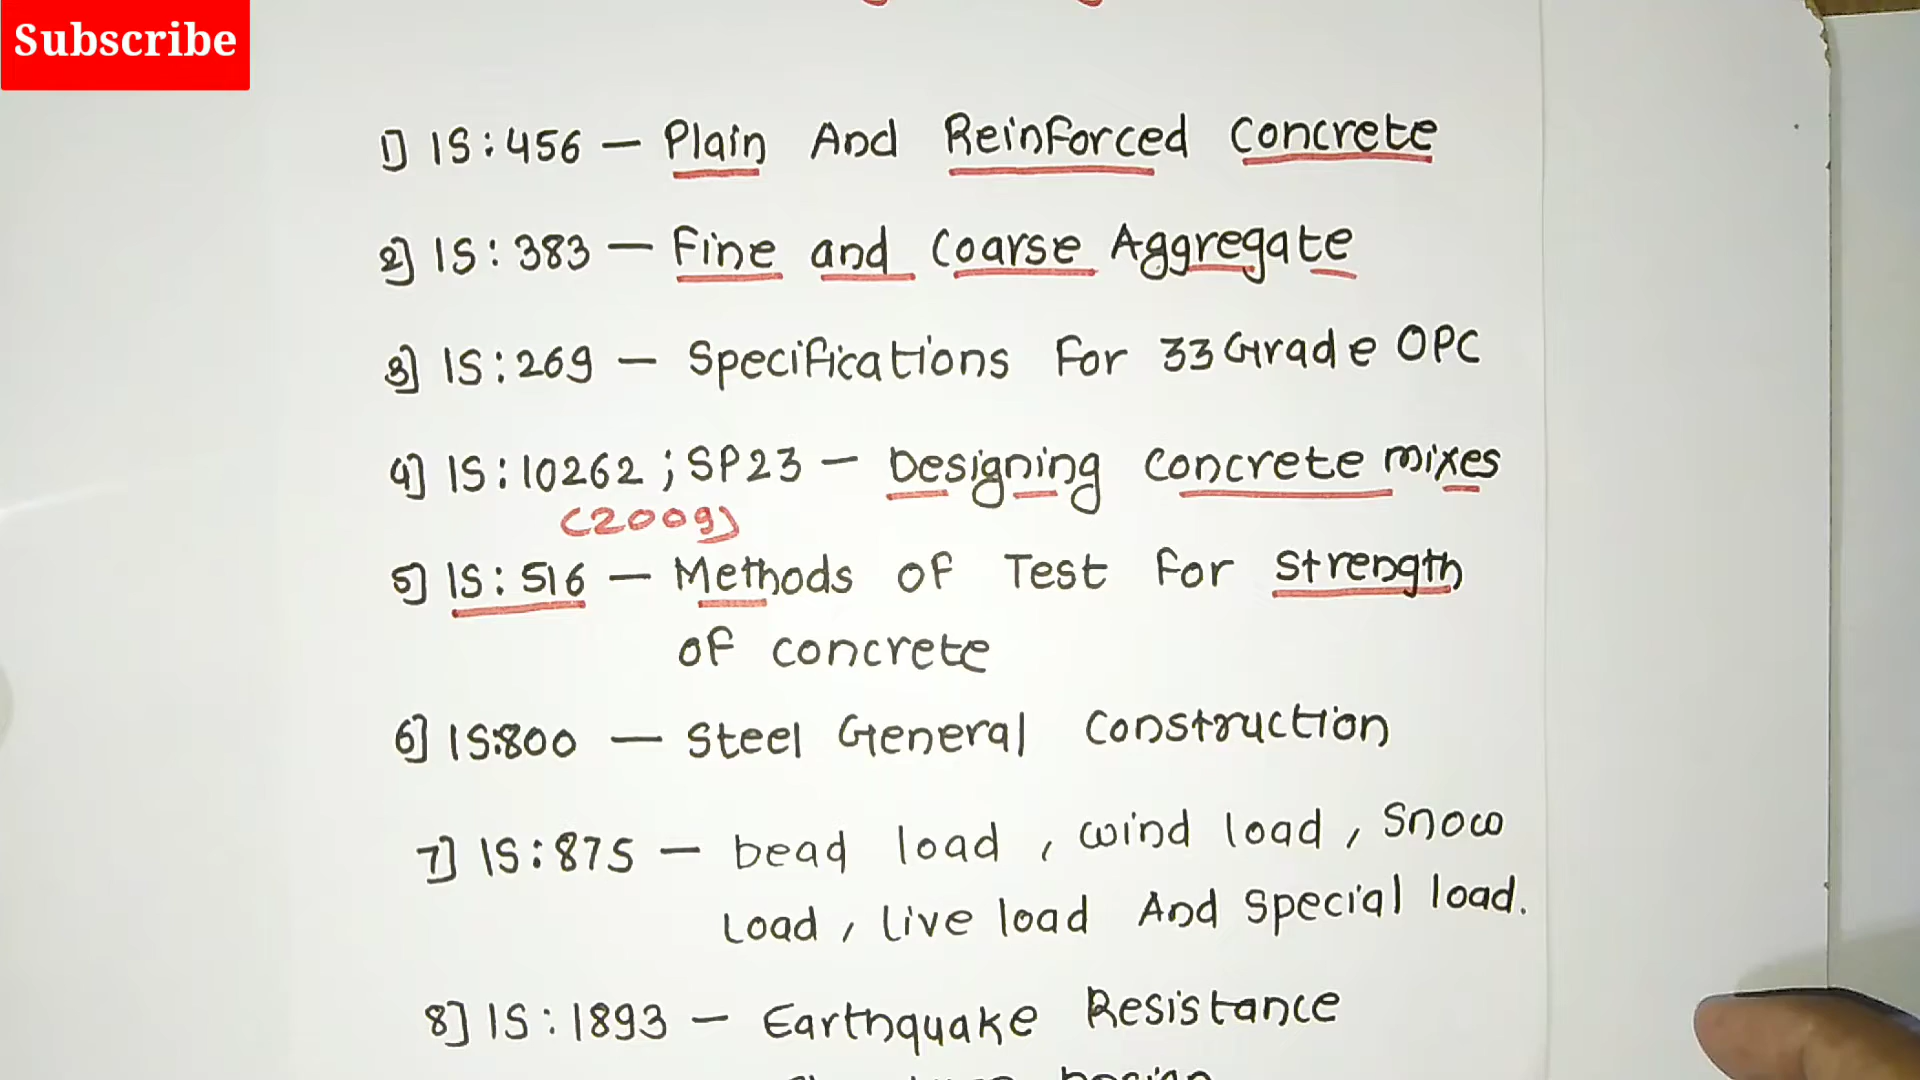 Subscribe
1] IS:456 – Plain And Reinforced Concrete
2] IS:383 – Fine and Coarse Aggregate
3] IS:269 – Specifications For 33 Grade OPC
4] IS:10262 ; SP23 – Designing Concrete mixes
(2009)
5] IS:516 – Methods of Test For Strength
of concrete
6] IS:800 – Steel General Construction
7] IS:875 – Dead load , wind load , Snow
Load , Live load And Special load.
8] IS:1893 – Earthquake Resistance